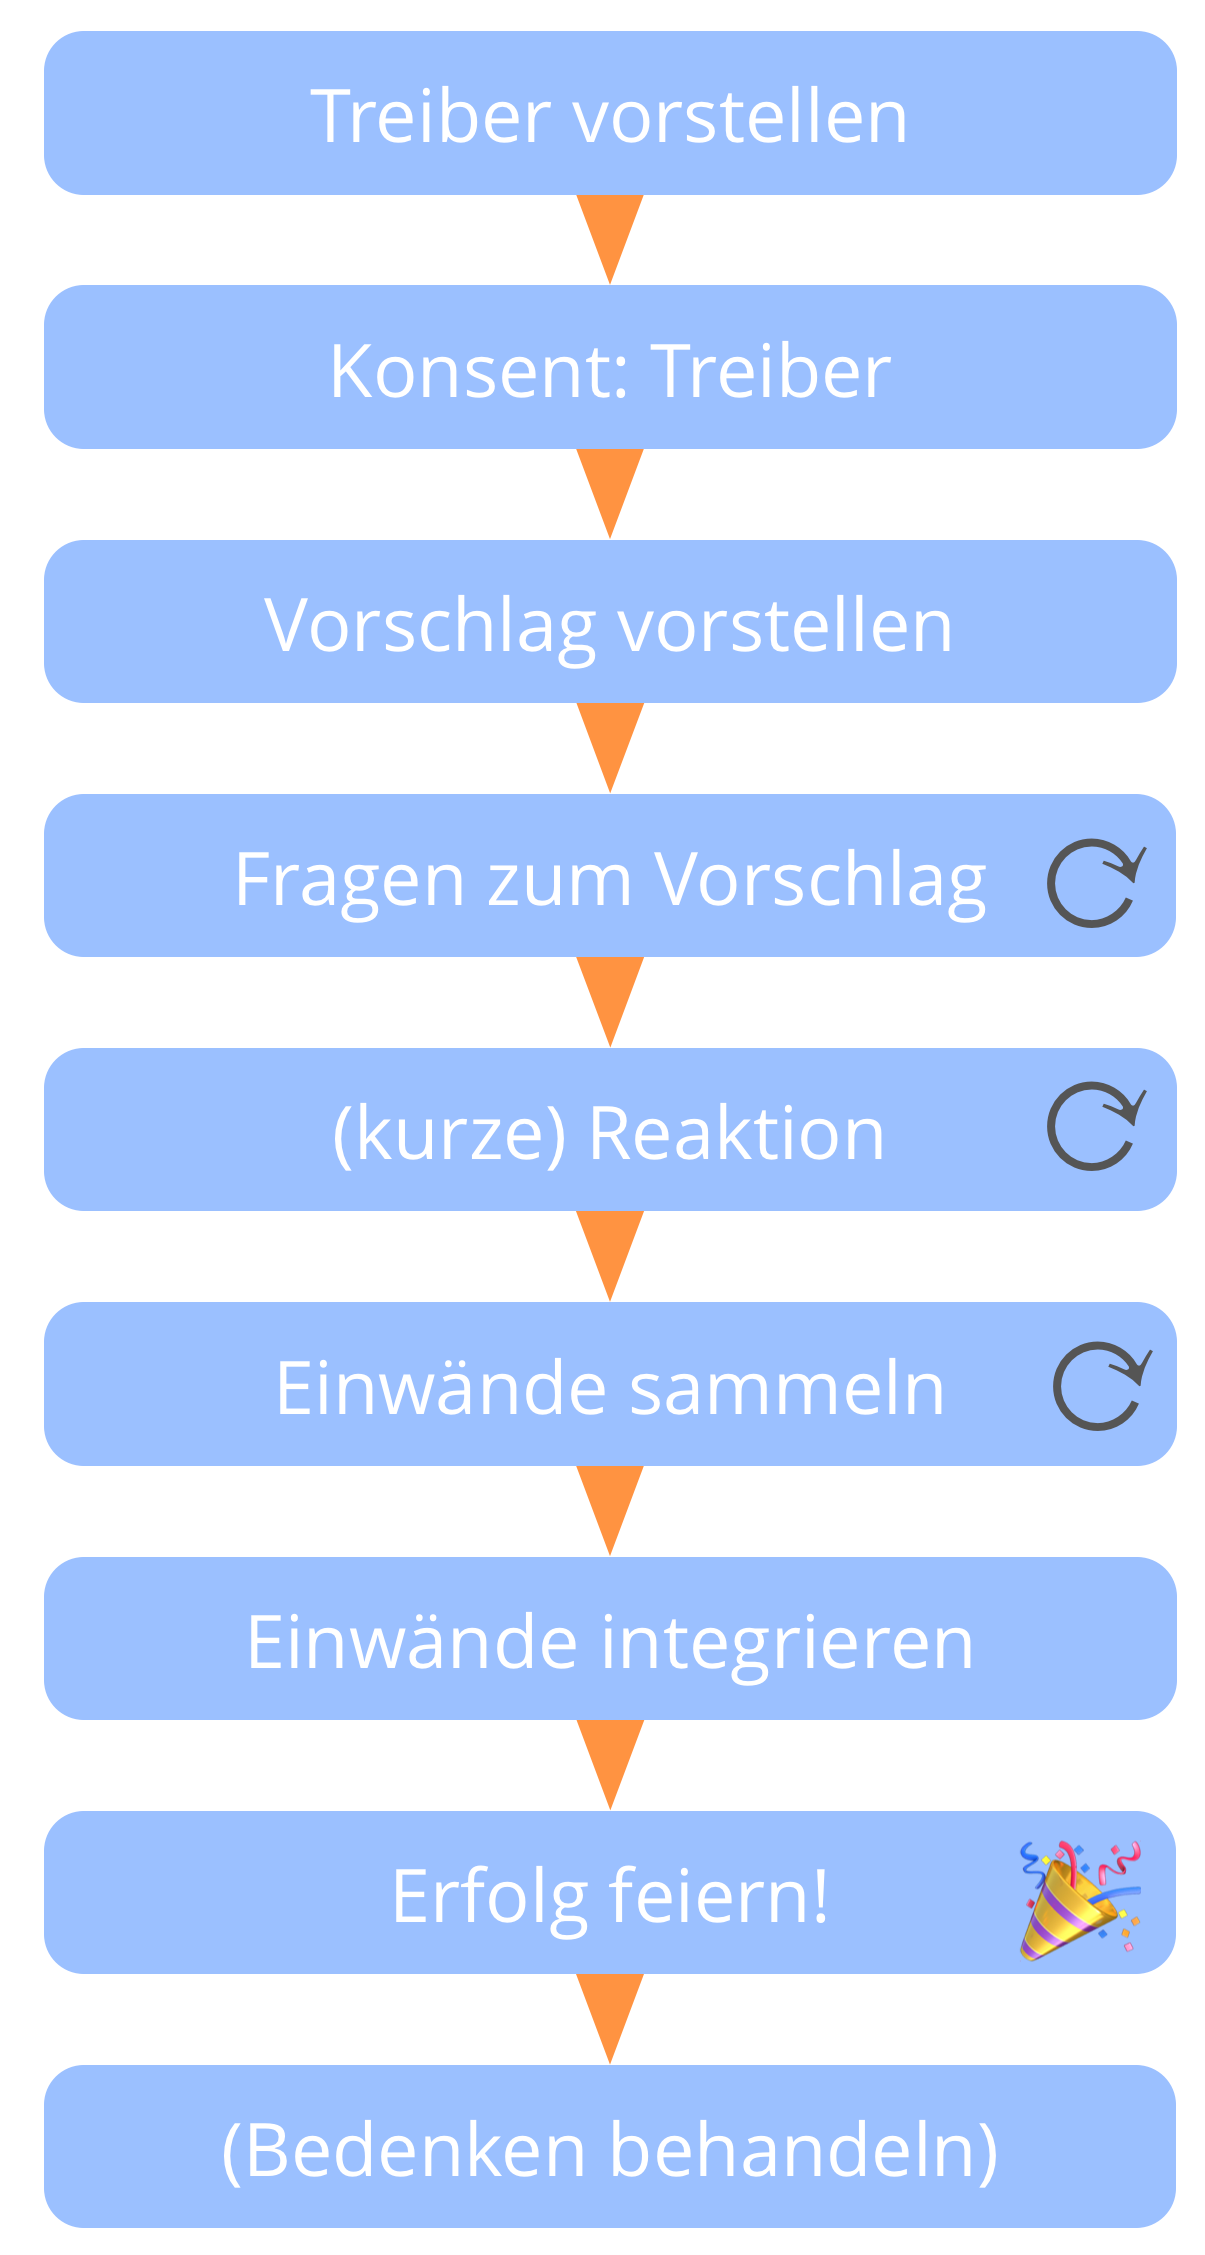 Treiber vorstellen
Konsent: Treiber
Vorschlag vorstellen
Fragen zum Vorschlag
(kurze) Reaktion
Einwände sammeln
Einwände integrieren
Erfolg feiern!
(Bedenken behandeln)